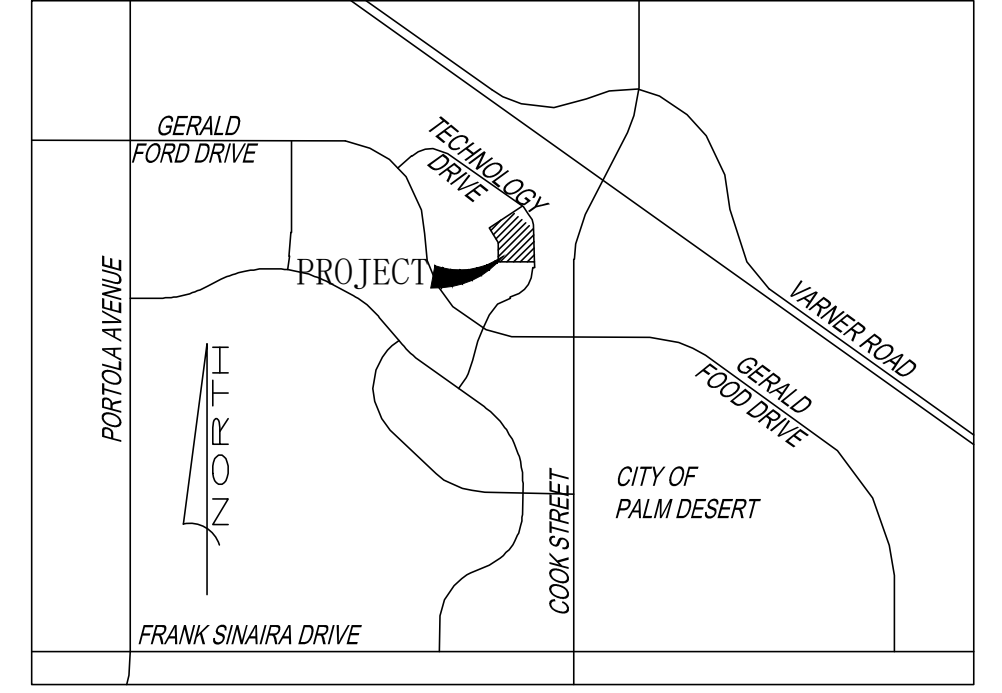 GERALD
FORD DRIVE
TECHNOLOGY
DRIVE
PROJECT
PORTOLA AVENUE
NORTH
VARNER ROAD
GERALD
FOOD DRIVE
CITY OF
PALM DESERT
COOK STREET
FRANK SINAIRA DRIVE